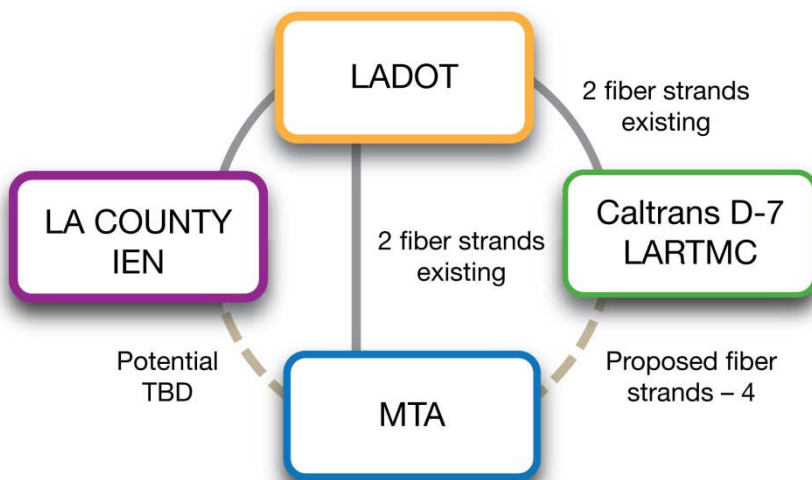 LADOT
2 fiber strands
existing
LA COUNTY
IEN
2 fiber strands
existing
Caltrans D-7
LARTMC
Potential
TBD
MTA
Proposed fiber
strands – 4